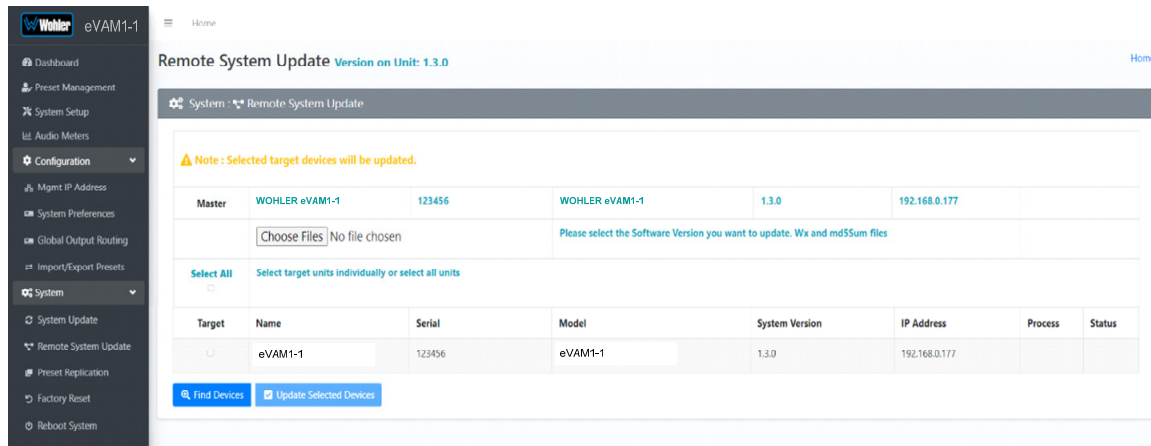 Wohler eVAM1-1
Home
Dashboard
Preset Management
System Setup
Audio Meters
Configuration
Mgmt IP Address
System Preferences
Global Output Routing
Import/Export Presets
System
System Update
Remote System Update
Preset Replication
Factory Reset
Reboot System
Remote System Update Version on Unit: 1.3.0
Home
System : Remote System Update
Note : Selected target devices will be updated.
Master WOHLER eVAM1-1 123456 WOHLER eVAM1-1 1.3.0 192.168.0.177
Choose Files No file chosen Please select the Software Version you want to update. Wx and md5Sum files
Select All Select target units individually or select all units
Target Name Serial Model System Version IP Address Process Status
eVAM1-1 123456 eVAM1-1 1.3.0 192.168.0.177
Find Devices Update Selected Devices